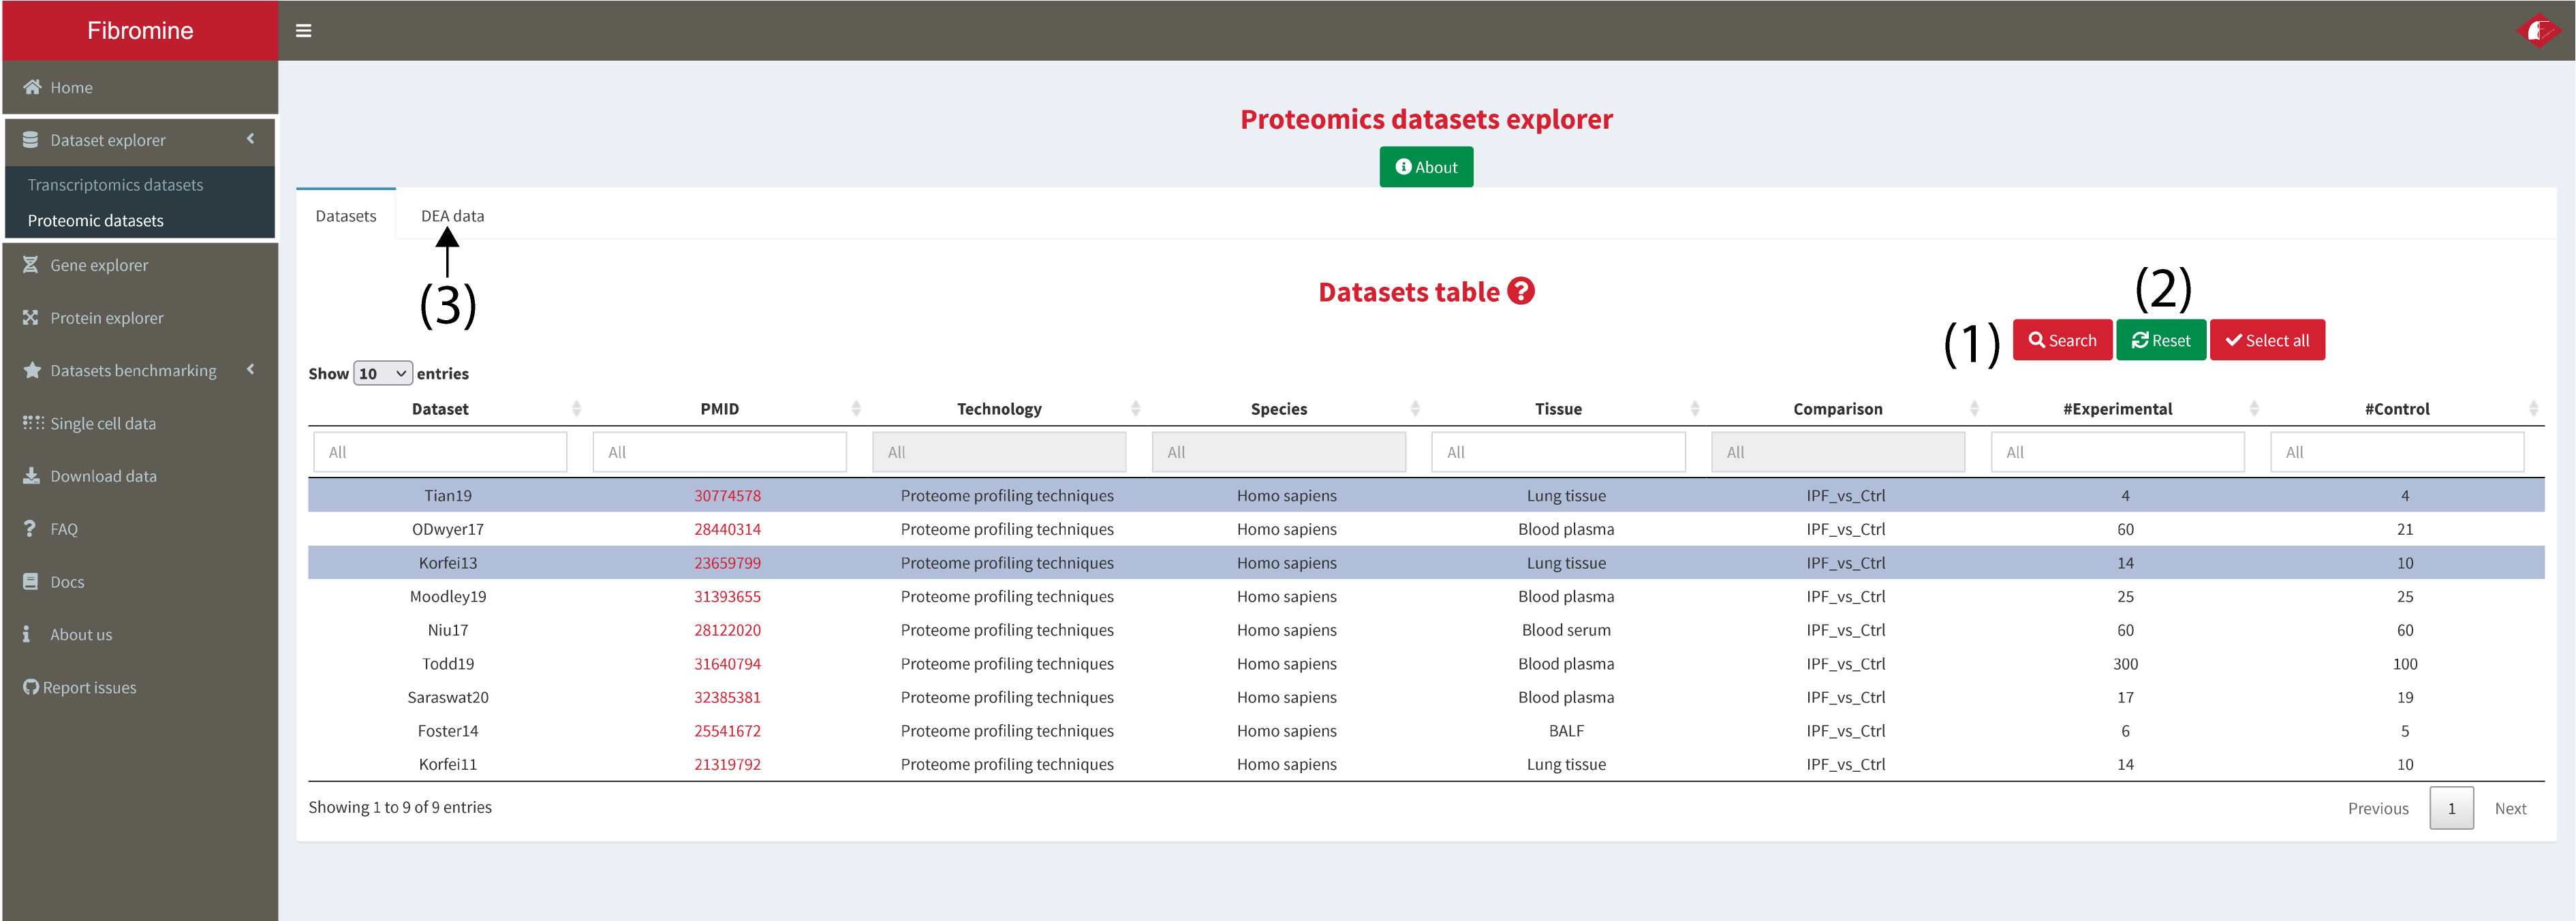 Fibromine
Home
Dataset explorer
Transcriptomics datasets
Proteomic datasets
Gene explorer
Protein explorer
Datasets benchmarking
Single cell data
Download data
FAQ
Docs
About us
Report issues
Proteomics datasets explorer
About
Datasets DEA data
(3)
Datasets table
(2)
(1) Search Reset Select all
Show 10 entries
Dataset PMID Technology Species Tissue Comparison #Experimental #Control
All All All All All All All All
Tian19 30774578 Proteome profiling techniques Homo sapiens Lung tissue IPF_vs_Ctrl 4 4
ODwyer17 28440314 Proteome profiling techniques Homo sapiens Blood plasma IPF_vs_Ctrl 60 21
Korfei13 23659799 Proteome profiling techniques Homo sapiens Lung tissue IPF_vs_Ctrl 14 10
Moodley19 31393655 Proteome profiling techniques Homo sapiens Blood plasma IPF_vs_Ctrl 25 25
Niu17 28122020 Proteome profiling techniques Homo sapiens Blood serum IPF_vs_Ctrl 60 60
Todd19 31640794 Proteome profiling techniques Homo sapiens Blood plasma IPF_vs_Ctrl 300 100
Saraswat20 32385381 Proteome profiling techniques Homo sapiens Blood plasma IPF_vs_Ctrl 17 19
Foster14 25541672 Proteome profiling techniques Homo sapiens BALF IPF_vs_Ctrl 6 5
Korfei11 21319792 Proteome profiling techniques Homo sapiens Lung tissue IPF_vs_Ctrl 14 10
Showing 1 to 9 of 9 entries
Previous 1 Next